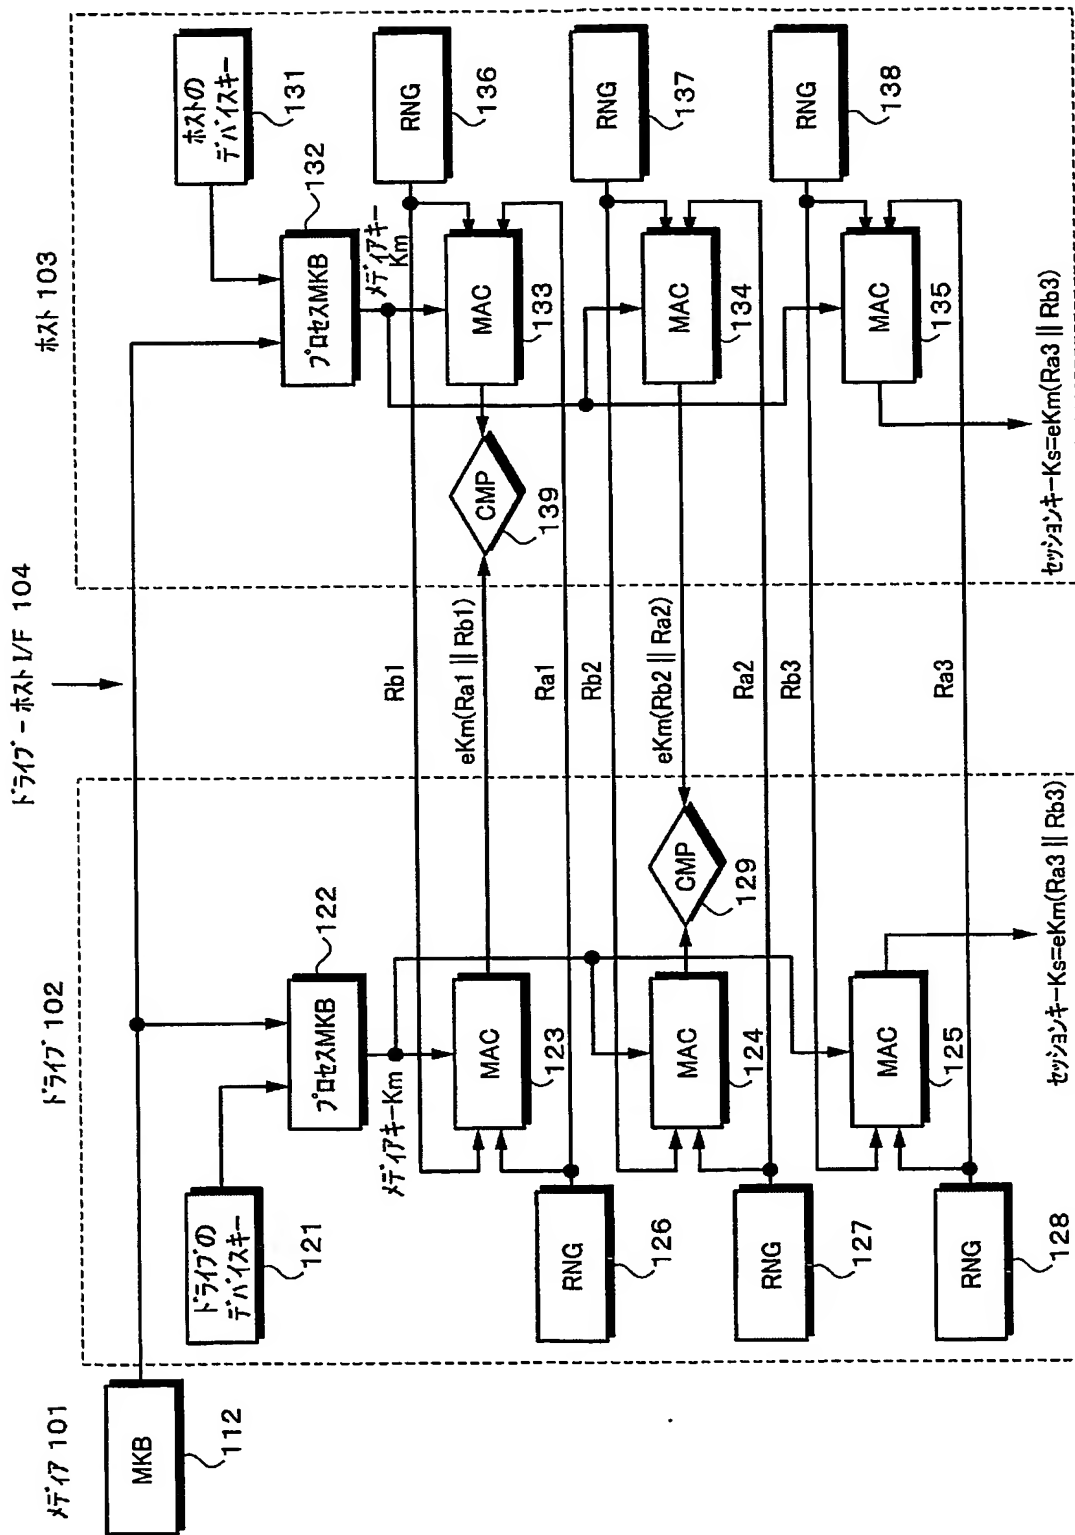 メディア 101
MKB
112
ドライブ 102
ドライブのデバイスキー
121
プロセスMKB
122
メディアキーKm
MAC
123
MAC
124
MAC
125
RNG
126
RNG
127
RNG
128
CMP
129
セッションキーKs=eKm(Ra3 || Rb3)
ドライブ - ホスト I/F 104
Rb1
eKm(Ra1 || Rb1)
Ra1
Rb2
eKm(Rb2 || Ra2)
Ra2
Rb3
Ra3
ホスト 103
ホストの
デバイスキー
131
プロセスMKB
132
メディアキー
Km
MAC
133
MAC
134
MAC
135
RNG
136
RNG
137
RNG
138
CMP
139
セッションキーKs=eKm(Ra3 || Rb3)